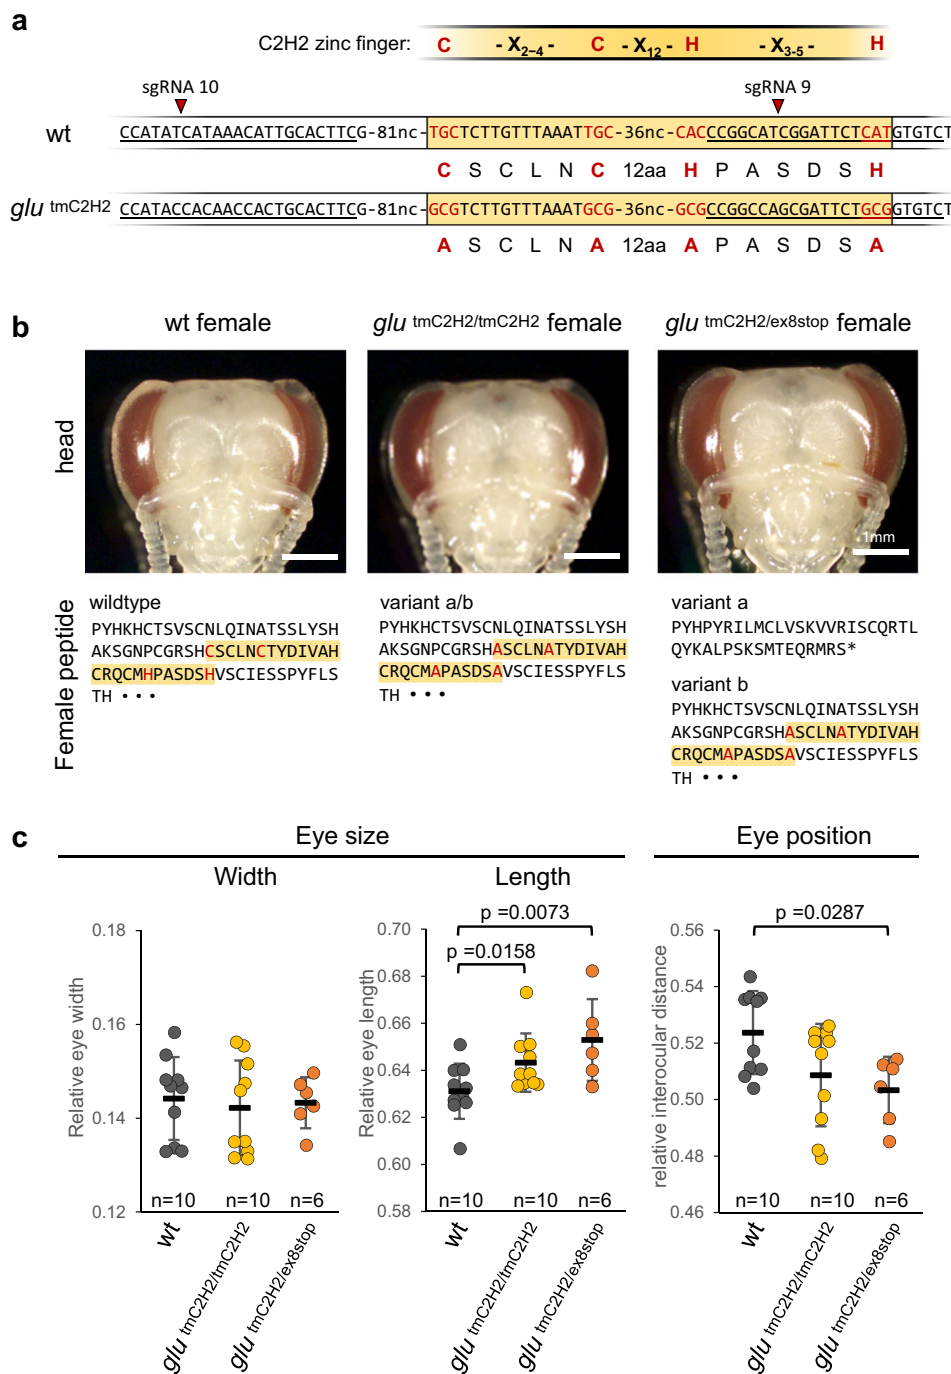 a
C2H2 zinc finger: C - X2–4 - C - X12 - H - X3-5 - H
sgRNA 10 sgRNA 9
wt CCATATCATAAACATTGCACTTCG-81nc-TGCTCTTGTTTAAATTGC-36nc-CACCCGGCATCGGATTCTCATGTGTCT
C S C L N C 12aa H P A S D S H
glu tmC2H2 CCATACCACAACCACTGCACTTCG-81nc-GCGTCTTGTTTAAATGCG-36nc-GCGCCGGCCAGCGATTCTGCGGTGTCT
A S C L N A 12aa A P A S D S A
b
wt female glu tmC2H2/tmC2H2 female glu tmC2H2/ex8stop female
head
1mm
Female peptide
wildtype
PYHKHCTSVSCNLQINATSSLYSH
AKSGNPCGRSHCSCLNCTYDIVAH
CRQCMHPASDSHVSCIESSPYFLS
TH • • •
variant a/b
PYHKHCTSVSCNLQINATSSLYSH
AKSGNPCGRSHASCLNATYDIVAH
CRQCMAPASDSAVSCIESSPYFLS
TH • • •
variant a
PYHPYRILMCLVSKVVRISCQRTL
QYKALPSKSMTEQRMRS*
variant b
PYHKHCTSVSCNLQINATSSLYSH
AKSGNPCGRSHASCLNATYDIVAH
CRQCMAPASDSAVSCIESSPYFLS
TH • • •
c
Eye size Eye position
Width Length
Relative eye width
0.18
0.16
0.14
0.12
n=10 n=10 n=6
wt
glu tmC2H2/tmC2H2
glu tmC2H2/ex8stop
Relative eye length
0.70
0.68
0.66
0.64
0.62
0.60
0.58
p =0.0073
p =0.0158
n=10 n=10 n=6
wt
glu tmC2H2/tmC2H2
glu tmC2H2/ex8stop
relative interocular distance
0.56
0.54
0.52
0.50
0.48
0.46
p =0.0287
n=10 n=10 n=6
wt
glu tmC2H2/tmC2H2
glu tmC2H2/ex8stop